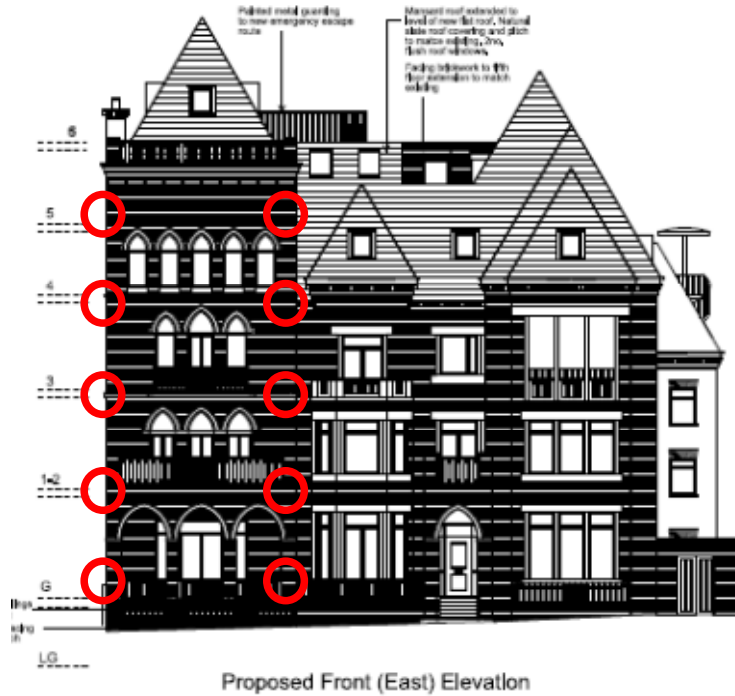 Painted metal guarding
to new emergency escape
route
Mansard roof extended to
level of new flat roof. Natural
slate roof covering and pitch
to match existing, 2no.
flush roof windows.
Facing brickwork to fifth
floor extension to match
existing
6
5
4
3
1+2
G
LG
Proposed Front (East) Elevation